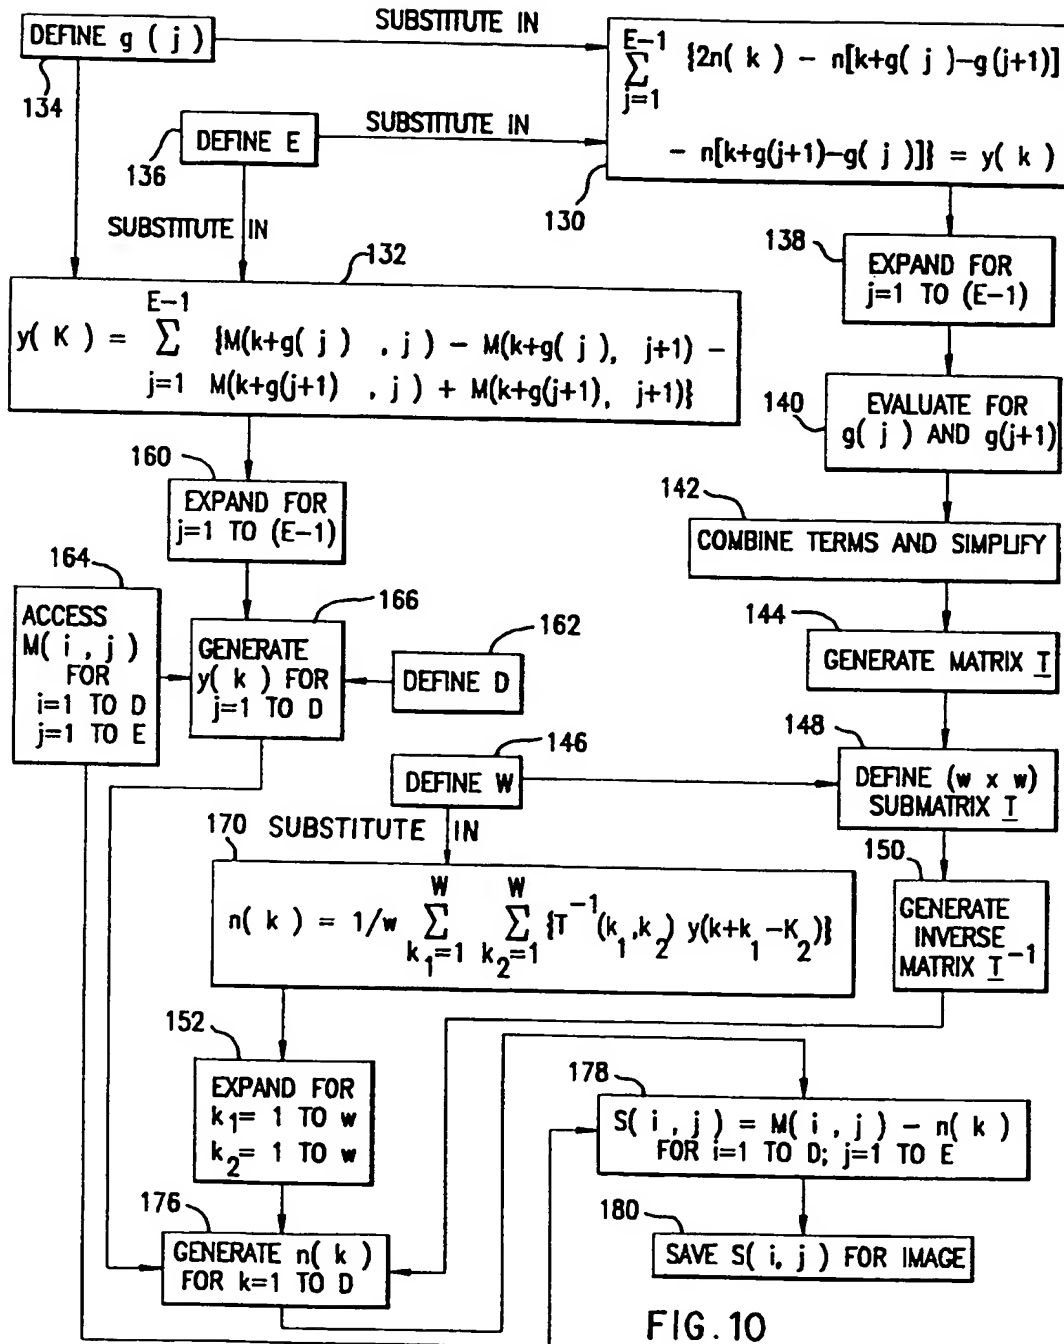 DEFINE g ( j )
134
SUBSTITUTE IN
E-1
∑ {2n( k ) - n[k+g( j )-g(j+1)]
j=1
- n[k+g(j+1)-g( j )]} = y( k )
130
DEFINE E
136
SUBSTITUTE IN
SUBSTITUTE IN
132
E-1
y( K ) = ∑ {M(k+g( j ) , j ) - M(k+g( j ), j+1) -
j=1 M(k+g(j+1) , j ) + M(k+g(j+1), j+1)}
138
EXPAND FOR
j=1 TO (E-1)
140
EVALUATE FOR
g( j ) AND g(j+1)
142
COMBINE TERMS AND SIMPLIFY
144
GENERATE MATRIX T
160
EXPAND FOR
j=1 TO (E-1)
164
ACCESS
M( i , j )
FOR
i=1 TO D
j=1 TO E
166
GENERATE
y( k ) FOR
j=1 TO D
162
DEFINE D
146
DEFINE W
148
DEFINE (w x w)
SUBMATRIX T
150
GENERATE
INVERSE
MATRIX T⁻¹
170 SUBSTITUTE IN
W W
n( k ) = 1/w ∑ ∑ {T⁻¹(k₁,k₂) y(k+k₁-K₂)}
k₁=1 k₂=1
152
EXPAND FOR
k₁= 1 TO w
k₂= 1 TO w
176
GENERATE n( k )
FOR k=1 TO D
178
S( i , j ) = M( i , j ) - n( k )
FOR i=1 TO D; j=1 TO E
180
SAVE S( i, j ) FOR IMAGE
FIG.10